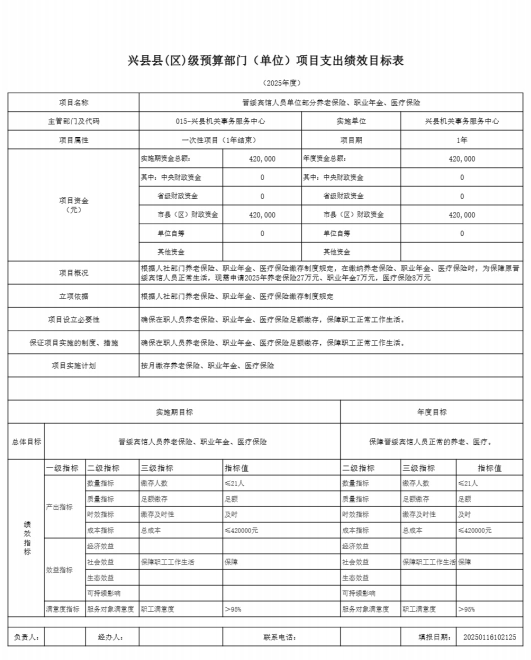 兴县县(区)级预算部门（单位）项目支出绩效目标表
（2025年度）
项目名称 晋绥宾馆人员单位部分养老保险、职业年金、医疗保险
主管部门及代码 015-兴县机关事务服务中心 实施单位 兴县机关事务服务中心
项目属性 一次性项目（1年结束） 项目期 1年
项目资金（元） 实施期资金总额： 420,000 年度资金总额： 420,000
其中：中央财政资金 0 其中：中央财政资金 0
省级财政资金 0 省级财政资金 0
市县（区）财政资金 420,000 市县（区）财政资金 420,000
单位自筹 0 单位自筹 0
其他资金 其他资金
项目概况 根据人社部门养老保险、职业年金、医疗保险缴存制度规定，在缴纳养老保险、职业年金、医疗保险时，为保障原晋
绥宾馆人员正常生活，现意申请2025年养老保险27万元、职业年金7万元，医疗保险8万元
立项依据 根据人社部门养老保险、职业年金、医疗保险缴存制度规定
项目设立必要性 确保在职人员养老保险、职业年金、医疗保险足额缴存，保障职工正常工作生活。
保证项目实施的制度、措施 确保在职人员养老保险、职业年金、医疗保险足额缴存，保障职工正常工作生活。
项目实施计划 按月缴存养老保险、职业年金、医疗保险
实施期目标 年度目标
总体目标 晋绥宾馆人员养老保险、职业年金、医疗保险 保障晋绥宾馆人员正常的养老、医疗。
绩效指标 一级指标 二级指标 三级指标 指标值 二级指标 三级指标 指标值
产出指标 数量指标 缴存人数 ≤21人 数量指标 缴存人数 ≤21人
质量指标 足额缴存 足额 质量指标 足额缴存 足额
时效指标 缴存及时性 及时 时效指标 缴存及时性 及时
成本指标 总成本 ≤420000元 成本指标 总成本 ≤420000元
效益指标 经济效益 经济效益
社会效益 保障职工工作生活 保障 社会效益 保障职工工作生活 保障
生态效益 生态效益
可持续影响 可持续影响
满意度指标 服务对象满意度 职工满意度 ＞98% 服务对象满意度 职工满意度 ＞98%
负责人： 经办人： 联系电话： 填报日期： 20250116102125